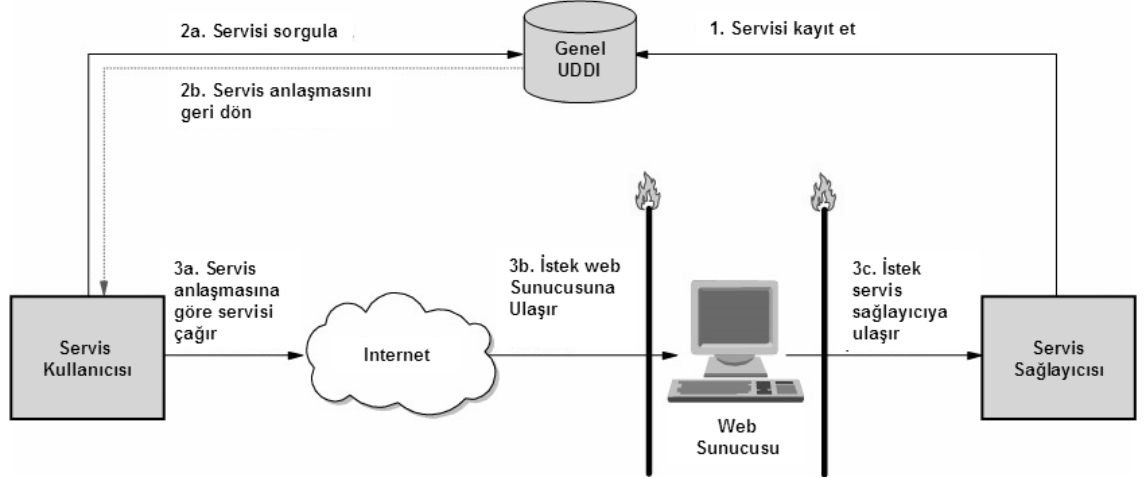 2a. Servisi sorgula
Genel
UDDI
1. Servisi kayıt et
2b. Servis anlaşmasını
geri dön
3a. Servis
anlaşmasına
göre servisi
çağır
3b. İstek web
Sunucusuna
Ulaşır
3c. İstek
servis
sağlayıcıya
ulaşır
Servis
Kullanıcısı
Internet
Servis
Sağlayıcısı
Web
Sunucusu